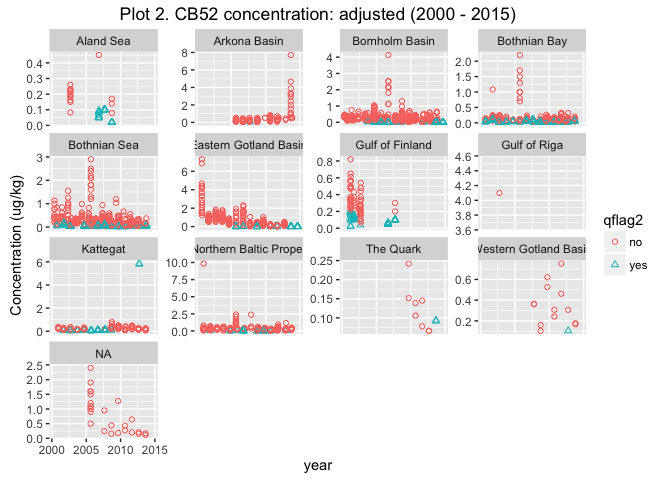 Plot 2. CB52 concentration: adjusted (2000 - 2015)
Aland Sea Arkona Basin Bornholm Basin Bothnian Bay
0.4 0.3 0.2 0.1 0.0
8 6 4 2 0
4 3 2 1 0
2.0 1.5 1.0 0.5 0.0
Bothnian Sea Eastern Gotland Basin Gulf of Finland Gulf of Riga
3 2 1 0
6 4 2 0
0.8 0.6 0.4 0.2 0.0
4.6 4.4 4.2 4.0 3.8 3.6
Kattegat Northern Baltic Prope The Quark Western Gotland Basi
6 4 2 0
10.0 7.5 5.0 2.5 0.0
0.25 0.20 0.15 0.10
0.6 0.4 0.2
NA
2.5 2.0 1.5 1.0 0.5 0.0
2000 2005 2010 2015
year
Concentration (ug/kg)
qflag2
no
yes